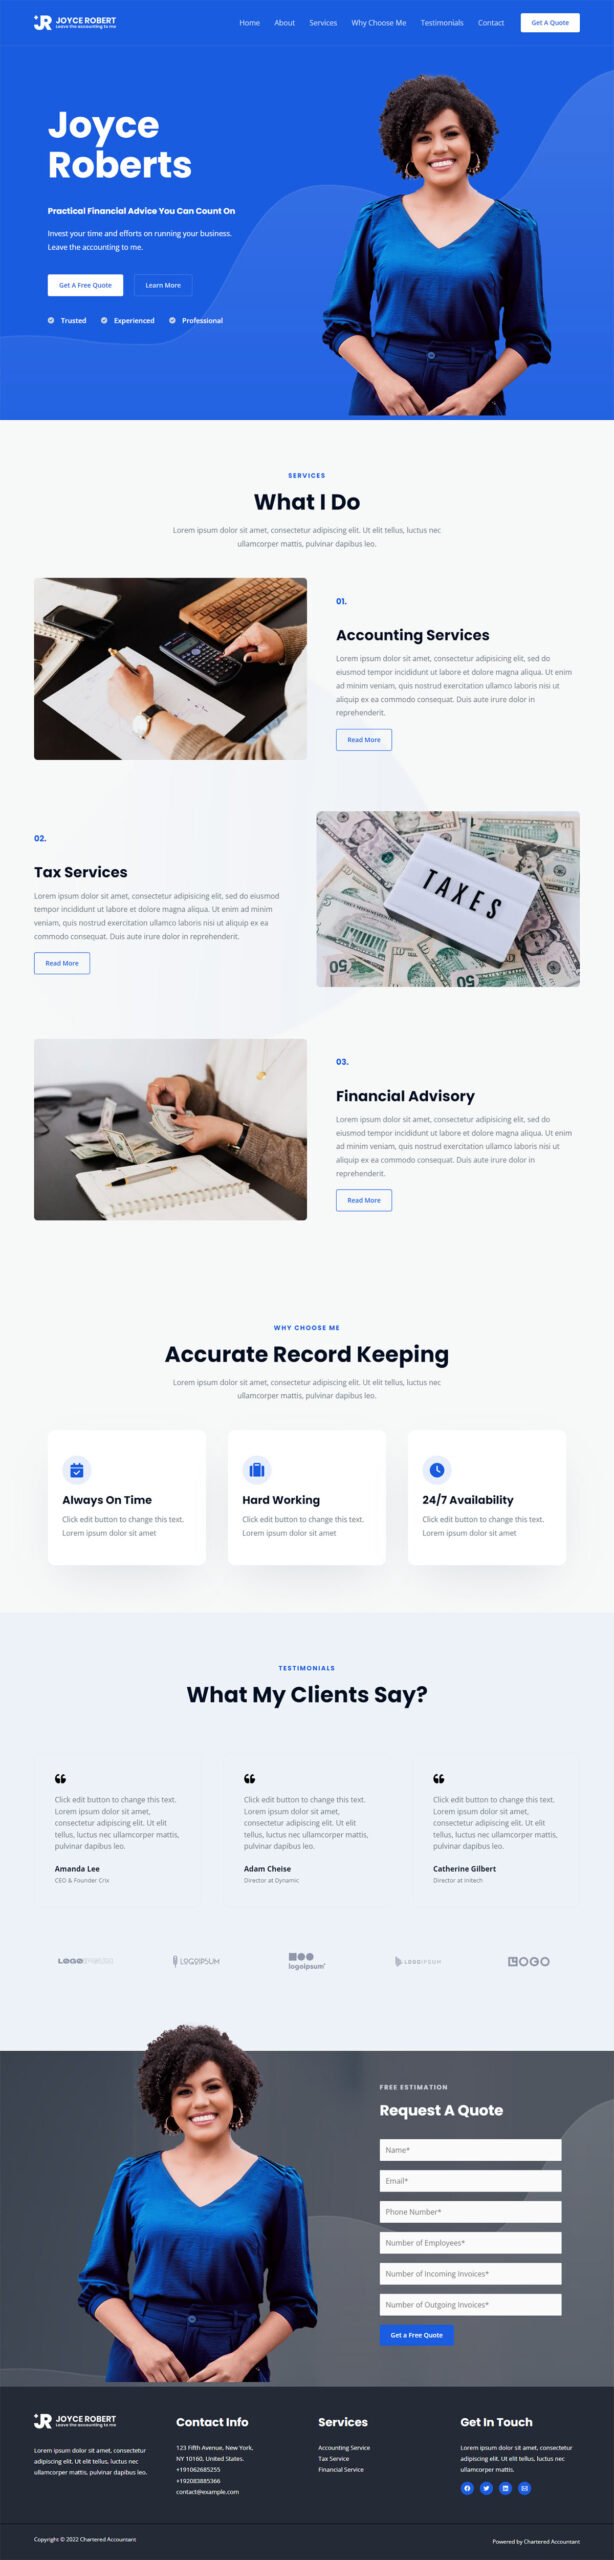 JOYCE ROBERT
Leave the accounting to me
Home About Services Why Choose Me Testimonials Contact Get A Quote
Joyce
Roberts
Practical Financial Advice You Can Count On
Invest your time and efforts on running your business.
Leave the accounting to me.
Get A Free Quote Learn More
Trusted Experienced Professional
SERVICES
What I Do
Lorem ipsum dolor sit amet, consectetur adipiscing elit. Ut elit tellus, luctus nec
ullamcorper mattis, pulvinar dapibus leo.
01.
Accounting Services
Lorem ipsum dolor sit amet, consectetur adipisicing elit, sed do
eiusmod tempor incididunt ut labore et dolore magna aliqua. Ut enim
ad minim veniam, quis nostrud exercitation ullamco laboris nisi ut
aliquip ex ea commodo consequat. Duis aute irure dolor in
reprehenderit.
Read More
02.
Tax Services
Lorem ipsum dolor sit amet, consectetur adipisicing elit, sed do eiusmod
tempor incididunt ut labore et dolore magna aliqua. Ut enim ad minim
veniam, quis nostrud exercitation ullamco laboris nisi ut aliquip ex ea
commodo consequat. Duis aute irure dolor in reprehenderit.
Read More
TAXES
50
50
03.
Financial Advisory
Lorem ipsum dolor sit amet, consectetur adipisicing elit, sed do
eiusmod tempor incididunt ut labore et dolore magna aliqua. Ut enim
ad minim veniam, quis nostrud exercitation ullamco laboris nisi ut
aliquip ex ea commodo consequat. Duis aute irure dolor in
reprehenderit.
Read More
WHY CHOOSE ME
Accurate Record Keeping
Lorem ipsum dolor sit amet, consectetur adipiscing elit. Ut elit tellus, luctus nec
ullamcorper mattis, pulvinar dapibus leo.
Always On Time
Click edit button to change this text.
Lorem ipsum dolor sit amet
Hard Working
Click edit button to change this text.
Lorem ipsum dolor sit amet
24/7 Availability
Click edit button to change this text.
Lorem ipsum dolor sit amet
TESTIMONIALS
What My Clients Say?
Click edit button to change this text.
Lorem ipsum dolor sit amet,
consectetur adipiscing elit. Ut elit
tellus, luctus nec ullamcorper mattis,
pulvinar dapibus leo.
Amanda Lee
CEO & Founder Crix
Click edit button to change this text.
Lorem ipsum dolor sit amet,
consectetur adipiscing elit. Ut elit
tellus, luctus nec ullamcorper mattis,
pulvinar dapibus leo.
Adam Cheise
Director at Dynamic
Click edit button to change this text.
Lorem ipsum dolor sit amet,
consectetur adipiscing elit. Ut elit
tellus, luctus nec ullamcorper mattis,
pulvinar dapibus leo.
Catherine Gilbert
Director at Initech
LOGOIPSUM LOGOIPSUM logoipsum LOGOIPSUM LOGO
FREE ESTIMATION
Request A Quote
Name*
Email*
Phone Number*
Number of Employees*
Number of Incoming Invoices*
Number of Outgoing Invoices*
Get a Free Quote
JOYCE ROBERT
Leave the accounting to me
Lorem ipsum dolor sit amet, consectetur
adipiscing elit. Ut elit tellus, luctus nec
ullamcorper mattis, pulvinar dapibus leo.
Contact Info
123 Fifth Avenue, New York,
NY 10160, United States.
+191062685255
+192083885366
contact@example.com
Services
Accounting Service
Tax Service
Financial Service
Get In Touch
Lorem ipsum dolor sit amet, consectetur
adipiscing elit. Ut elit tellus, luctus nec
ullamcorper mattis.
Copyright © 2022 Chartered Accountant
Powered by Chartered Accountant